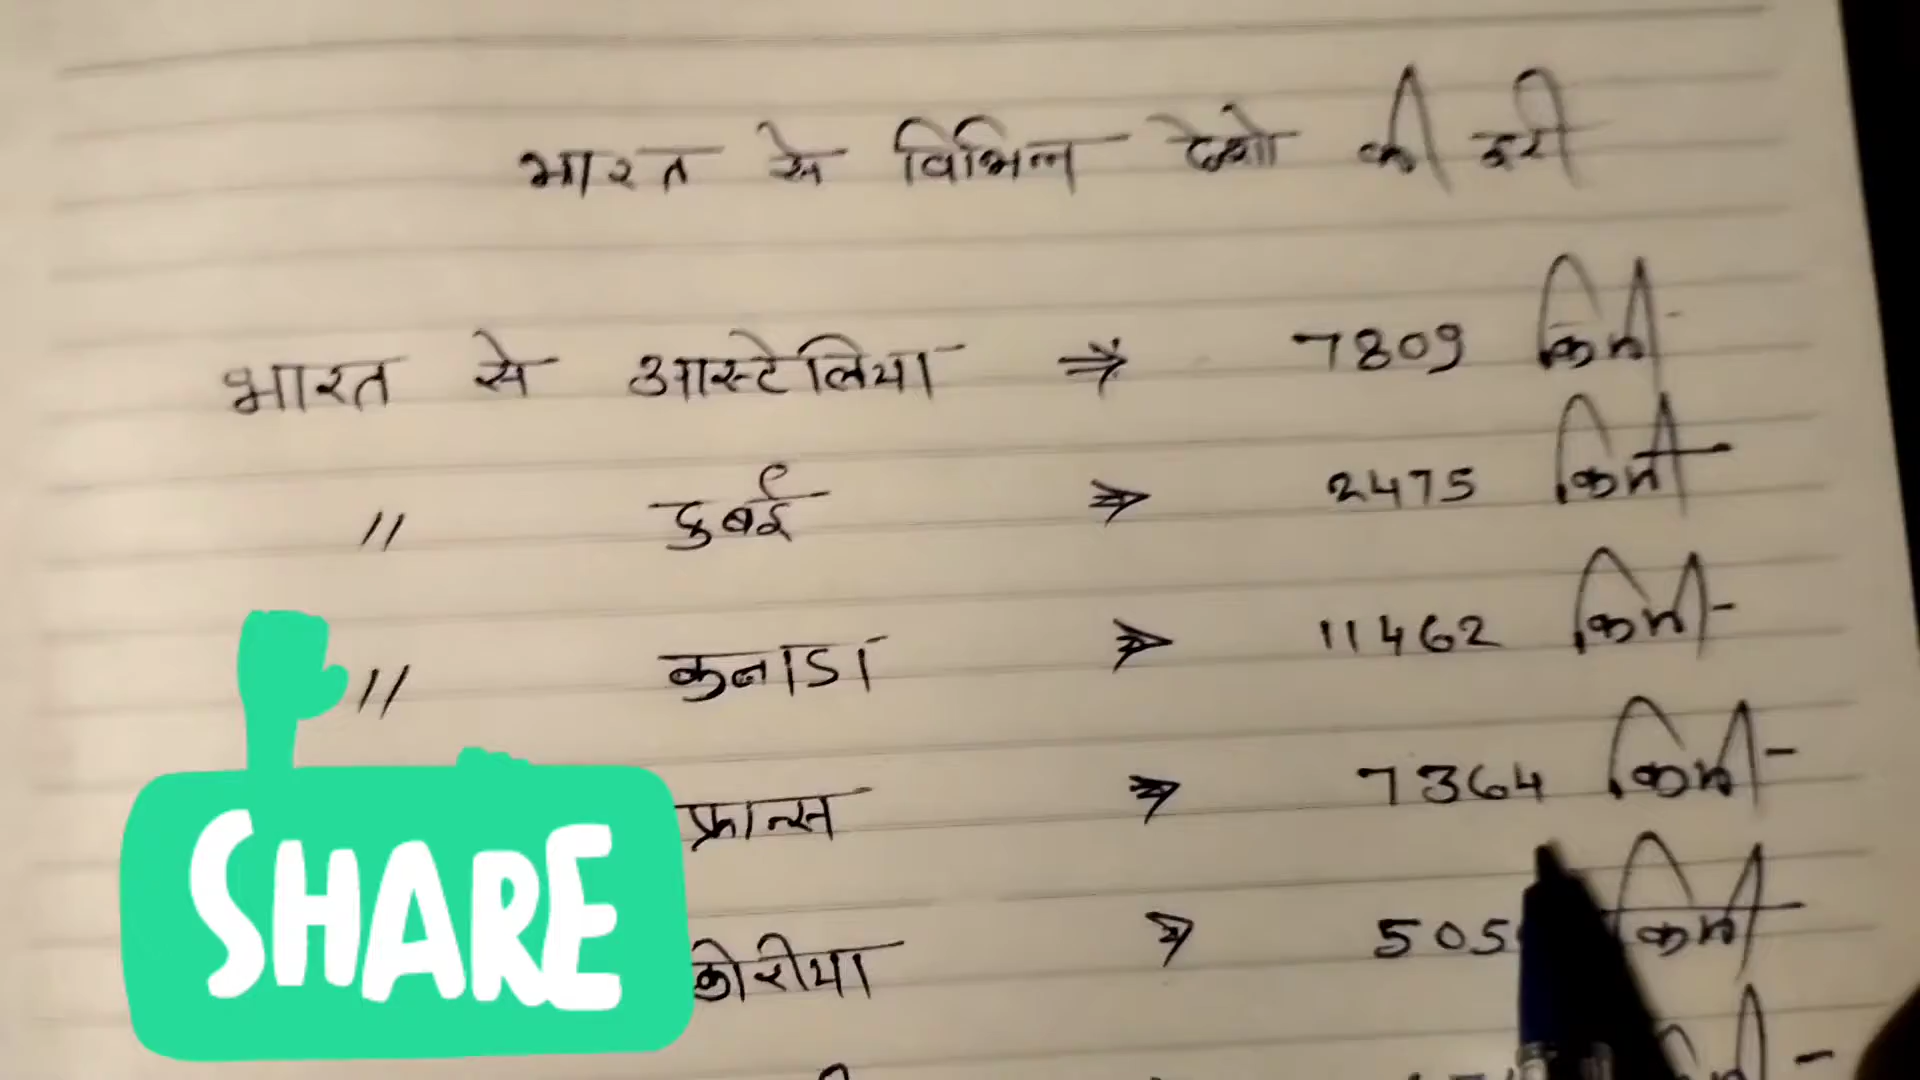 भारत से विभिन्न देशो की दुरी
भारत से आस्टेलिया ⇒ 7809 किमी
〃 दुबई ⇒ 2475 किमी
〃 कनाडा ⇒ 11462 किमी
फ्रान्स ⇒ 7364 किमी
कोरीया ⇒ किमी
SHARE